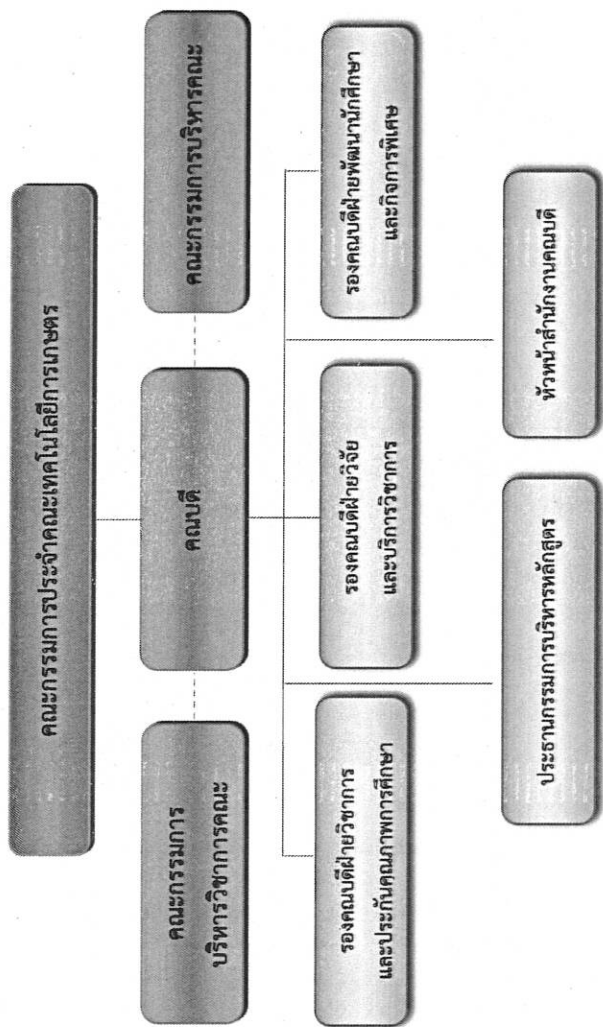 คณะกรรมการประจำคณะเทคโนโลยีการเกษตร
คณะกรรมการ
บริหารวิชาการคณะ
คณบดี
คณะกรรมการบริหารคณะ
รองคณบดีฝ่ายวิชาการ
และประกันคุณภาพการศึกษา
รองคณบดีฝ่ายวิจัย
และบริการวิชาการ
รองคณบดีฝ่ายพัฒนานักศึกษา
และกิจการพิเศษ
ประธานกรรมการบริหารหลักสูตร
หัวหน้าสำนักงานคณบดี